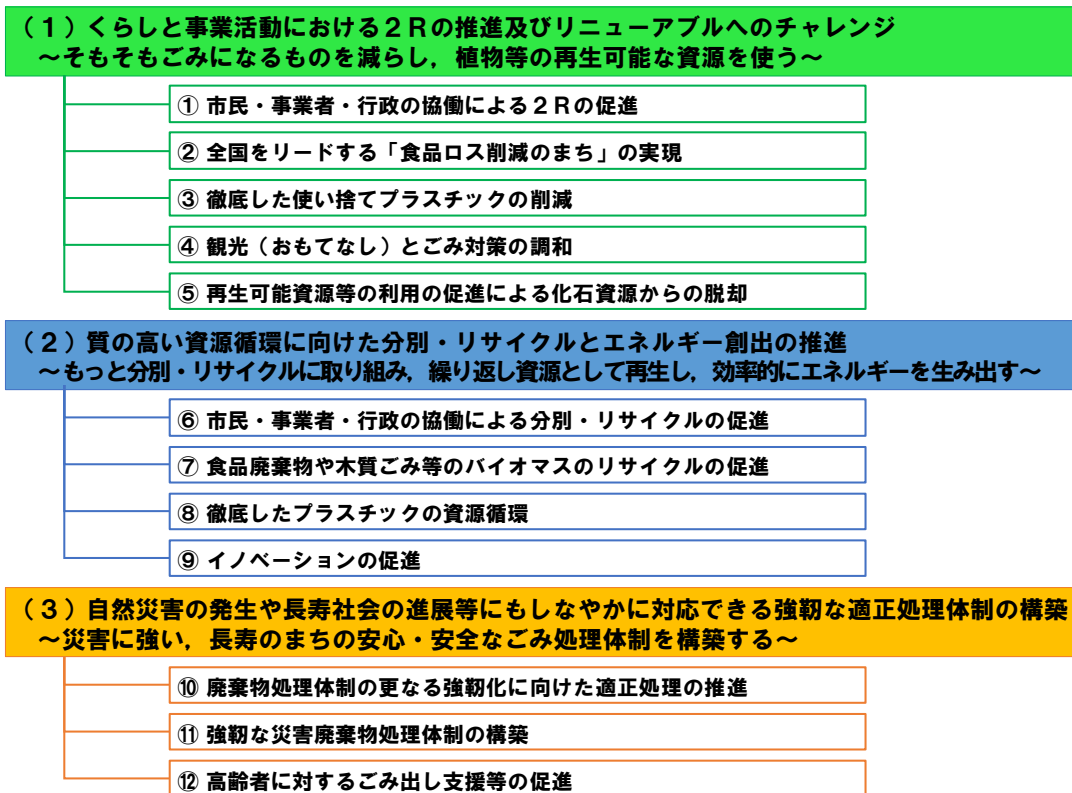 （１）くらしと事業活動における２Ｒの推進及びリニューアブルへのチャレンジ
～そもそもごみになるものを減らし，植物等の再生可能な資源を使う～
① 市民・事業者・行政の協働による２Ｒの促進
② 全国をリードする「食品ロス削減のまち」の実現
③ 徹底した使い捨てプラスチックの削減
④ 観光（おもてなし）とごみ対策の調和
⑤ 再生可能資源等の利用の促進による化石資源からの脱却
（２）質の高い資源循環に向けた分別・リサイクルとエネルギー創出の推進
～もっと分別・リサイクルに取り組み，繰り返し資源として再生し，効率的にエネルギーを生み出す～
⑥ 市民・事業者・行政の協働による分別・リサイクルの促進
⑦ 食品廃棄物や木質ごみ等のバイオマスのリサイクルの促進
⑧ 徹底したプラスチックの資源循環
⑨ イノベーションの促進
（３）自然災害の発生や長寿社会の進展等にもしなやかに対応できる強靭な適正処理体制の構築
～災害に強い，長寿のまちの安心・安全なごみ処理体制を構築する～
⑩ 廃棄物処理体制の更なる強靭化に向けた適正処理の推進
⑪ 強靭な災害廃棄物処理体制の構築
⑫ 高齢者に対するごみ出し支援等の促進